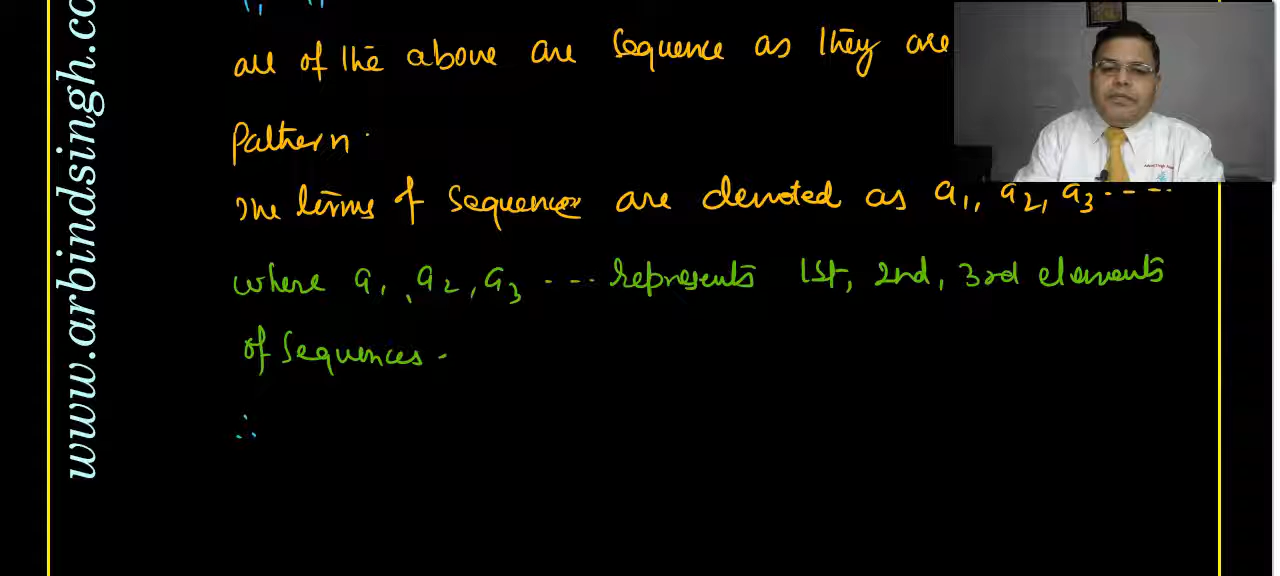 all of the above are sequence as they are
Pattern.
The terms of sequence are denoted as a1, a2, a3 -----
where a1, a2, a3 --- represents 1st, 2nd, 3rd elements
of sequences.
∴
www.arbindsingh.co